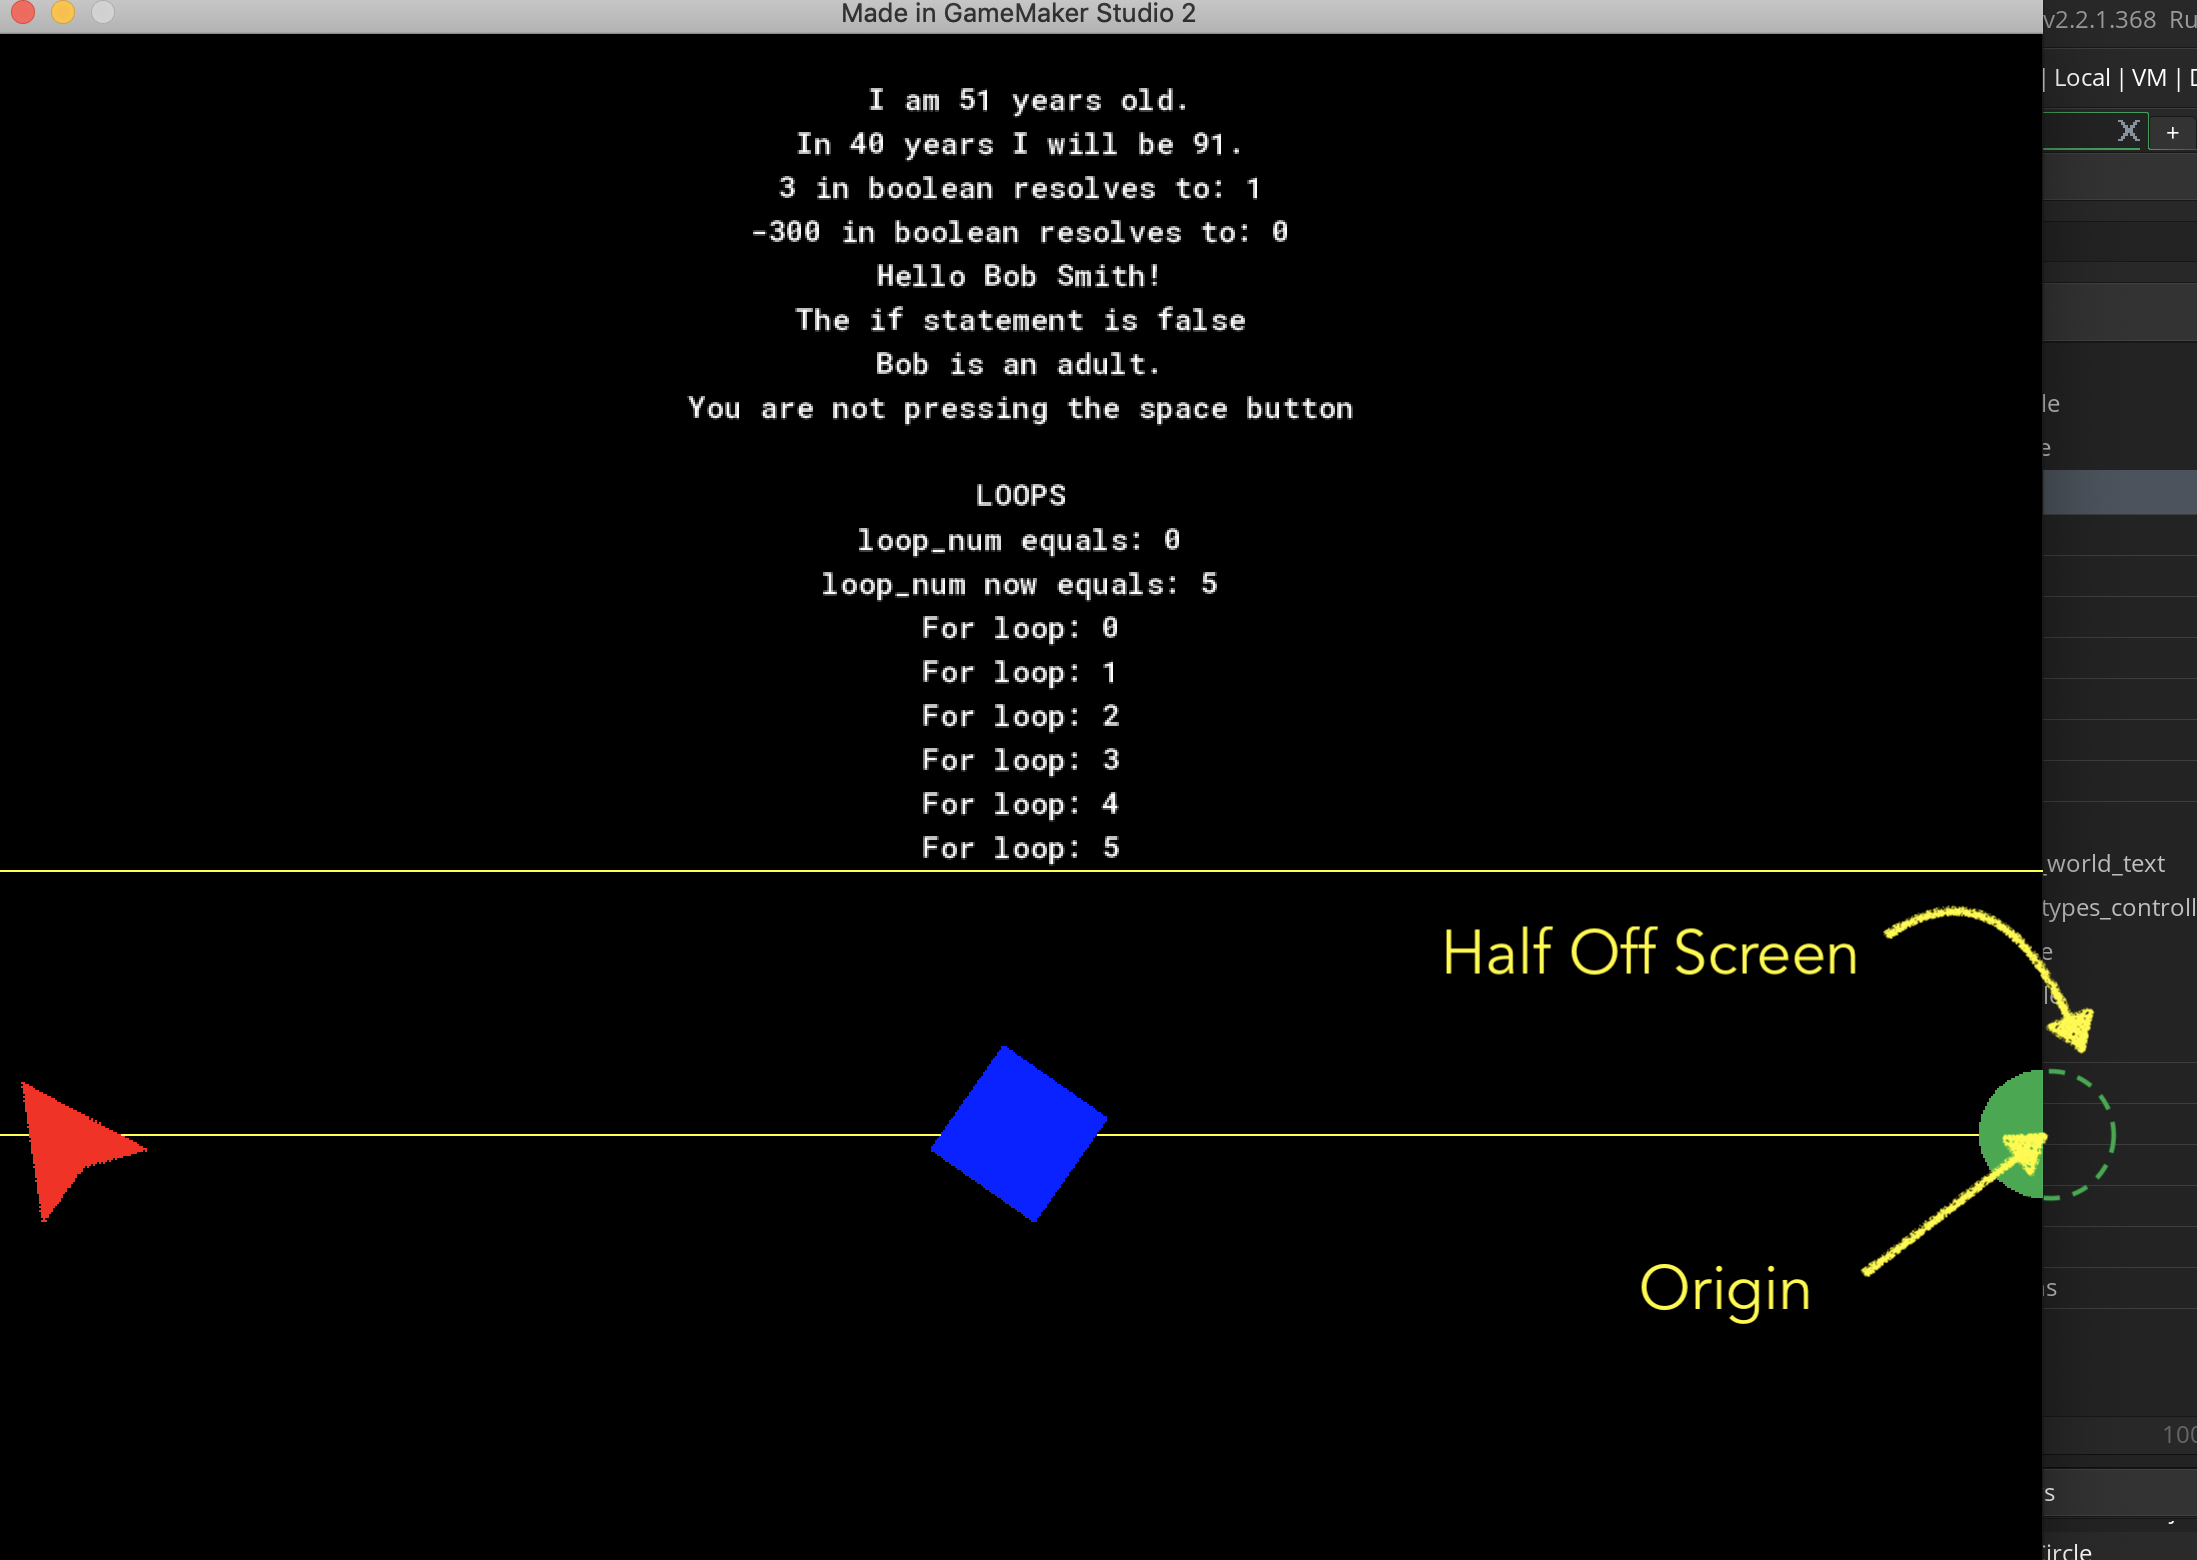 Made in GameMaker Studio 2
v2.2.1.368 Ru
| Local | VM |
+
I am 51 years old.
In 40 years I will be 91.
3 in boolean resolves to: 1
-300 in boolean resolves to: 0
Hello Bob Smith!
The if statement is false
Bob is an adult.
You are not pressing the space button
le
e
LOOPS
loop_num equals: 0
loop_num now equals: 5
For loop: 0
For loop: 1
For loop: 2
For loop: 3
For loop: 4
For loop: 5
_world_text
types_controll
e
Half Off Screen
le
Origin
s
100
s
ircle